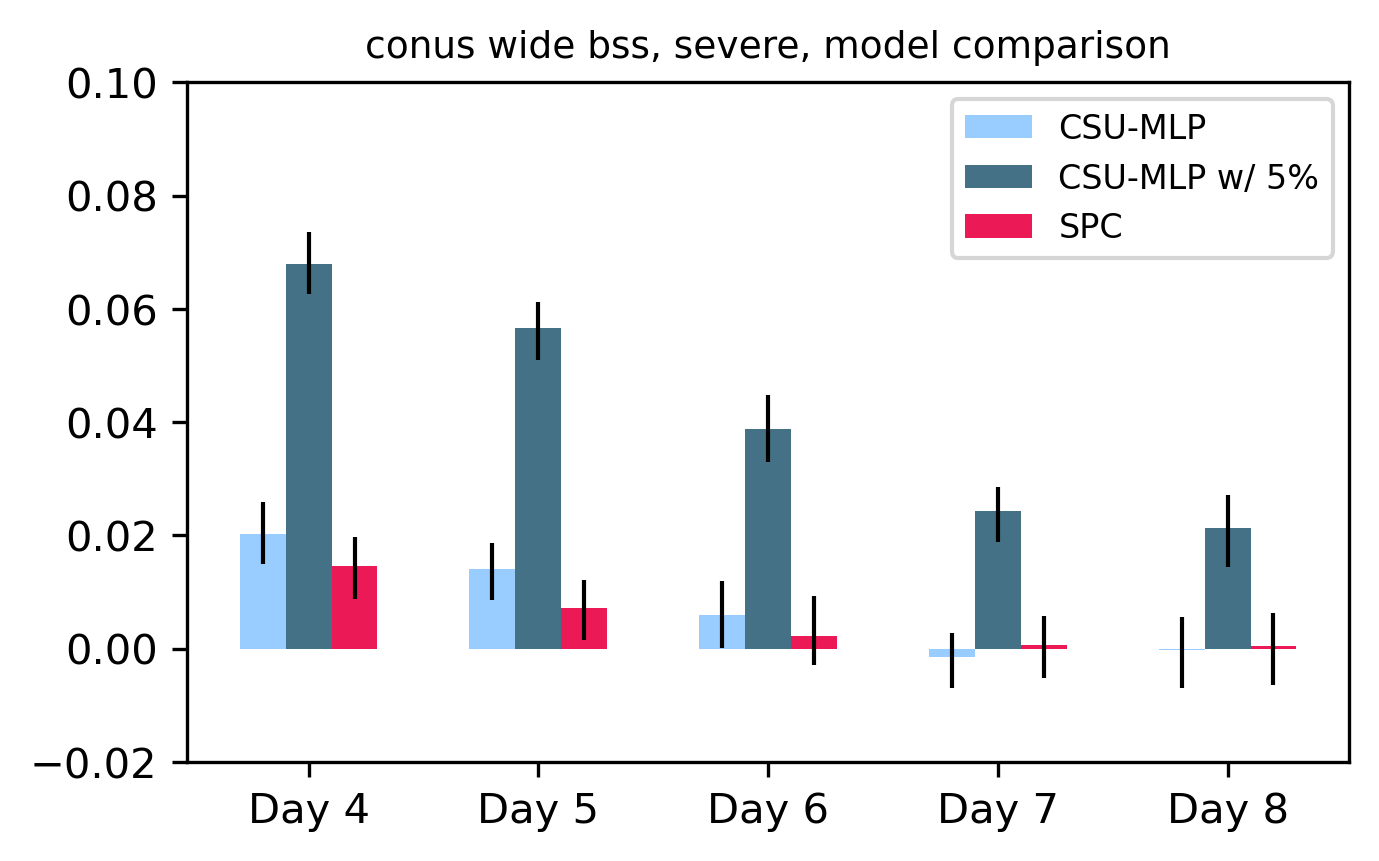 conus wide bss, severe, model comparison
0.10
0.08
0.06
0.04
0.02
0.00
−0.02
CSU-MLP
CSU-MLP w/ 5%
SPC
Day 4 Day 5 Day 6 Day 7 Day 8